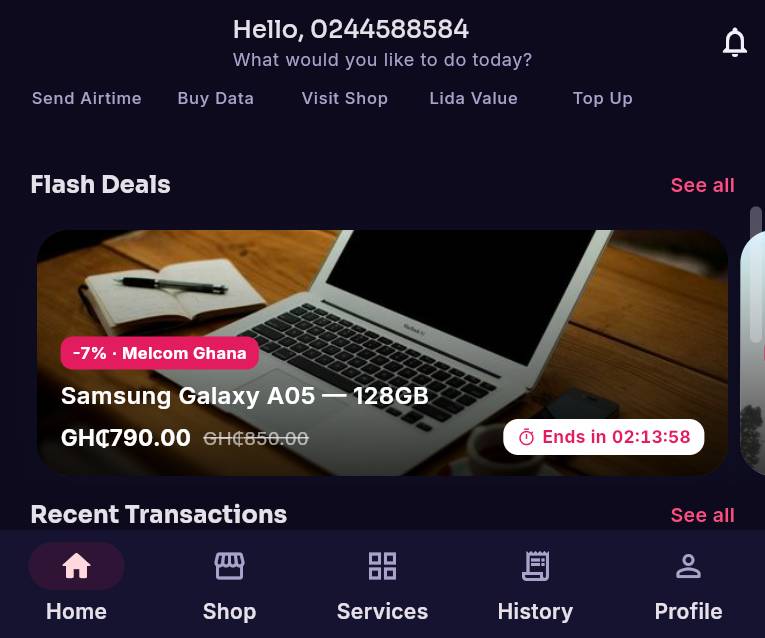 Hello, 0244588584
What would you like to do today?
Send Airtime Buy Data Visit Shop Lida Value Top Up
Flash Deals See all
-7% · Melcom Ghana
Samsung Galaxy A05 — 128GB
GH₵790.00 GH₵850.00 Ends in 02:13:58
Recent Transactions See all
Home Shop Services History Profile